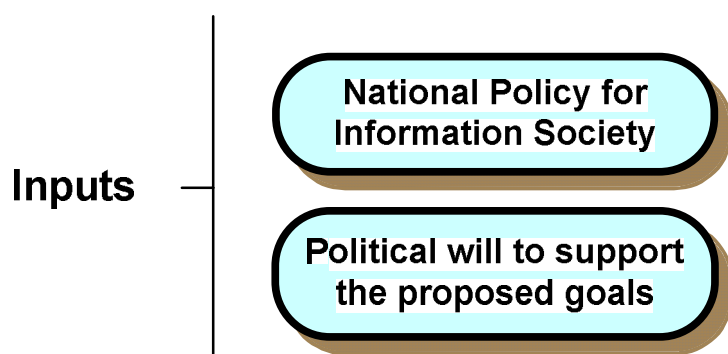 Inputs
National Policy for
Information Society
Political will to support
the proposed goals